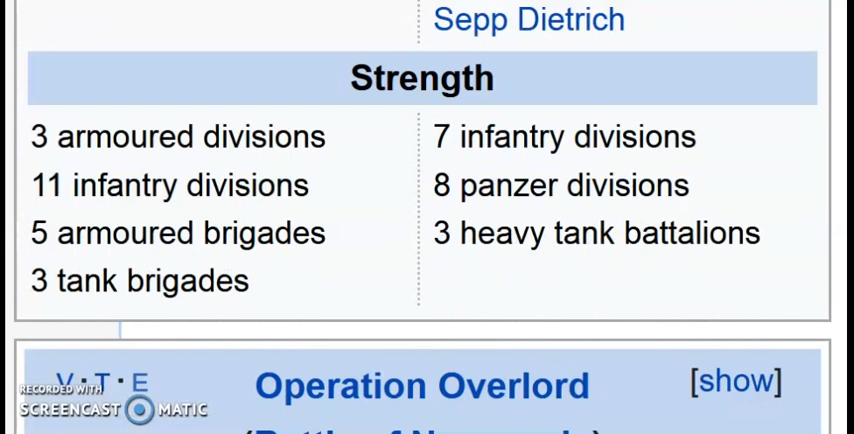 Sepp Dietrich
Strength
3 armoured divisions
11 infantry divisions
5 armoured brigades
3 tank brigades
7 infantry divisions
8 panzer divisions
3 heavy tank battalions
V · T · E
Operation Overlord
[show]
RECORDED WITH
SCREENCAST MATIC